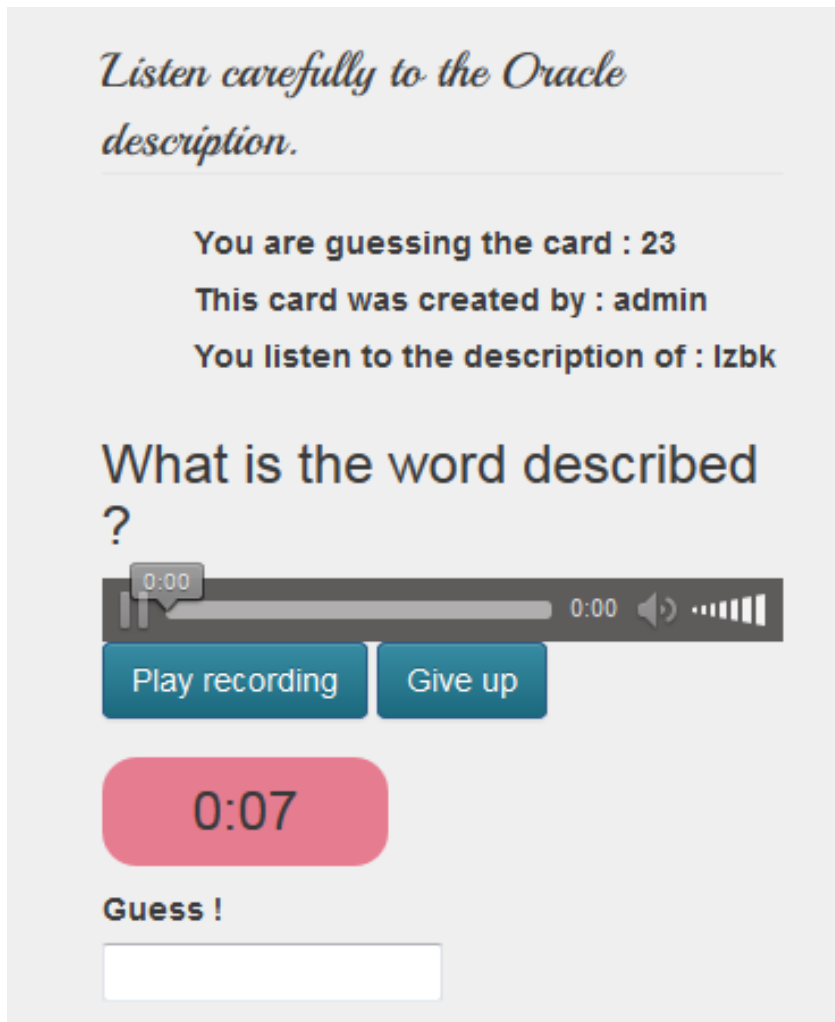 Listen carefully to the Oracle
description.
You are guessing the card : 23
This card was created by : admin
You listen to the description of : lzbk
What is the word described
?
0:00
0:00
Play recording Give up
0:07
Guess !